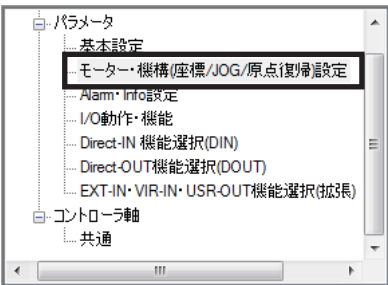 パラメータ
基本設定
モーター・機構(座標/JOG/原点復帰)設定
Alarm・Info設定
I/O動作・機能
Direct-IN 機能選択(DIN)
Direct-OUT機能選択(DOUT)
EXT-IN・VIR-IN・USR-OUT機能選択(拡張)
コントローラ軸
共通